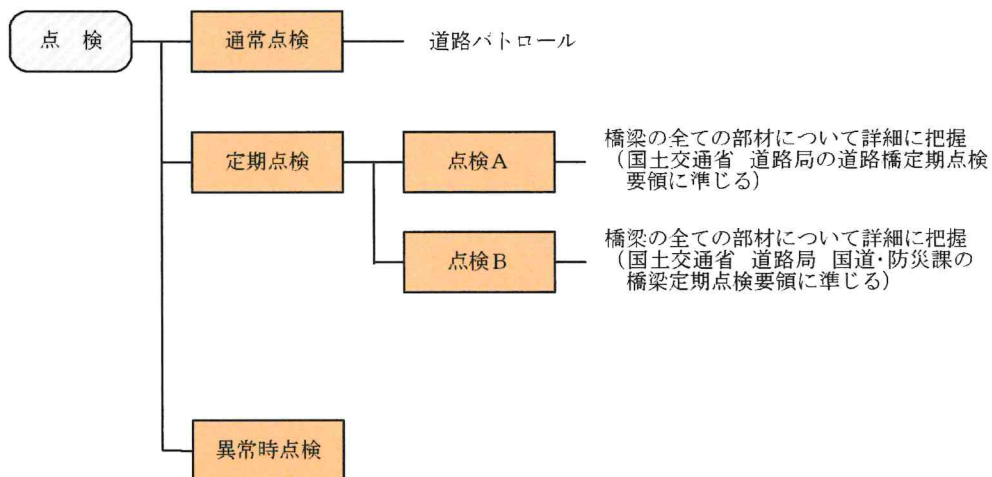 点　検
通常点検
道路パトロール
定期点検
点検A
橋梁の全ての部材について詳細に把握
（国土交通省　道路局の道路橋定期点検
要領に準じる）
点検B
橋梁の全ての部材について詳細に把握
（国土交通省　道路局　国道･防災課の
橋梁定期点検要領に準じる）
異常時点検